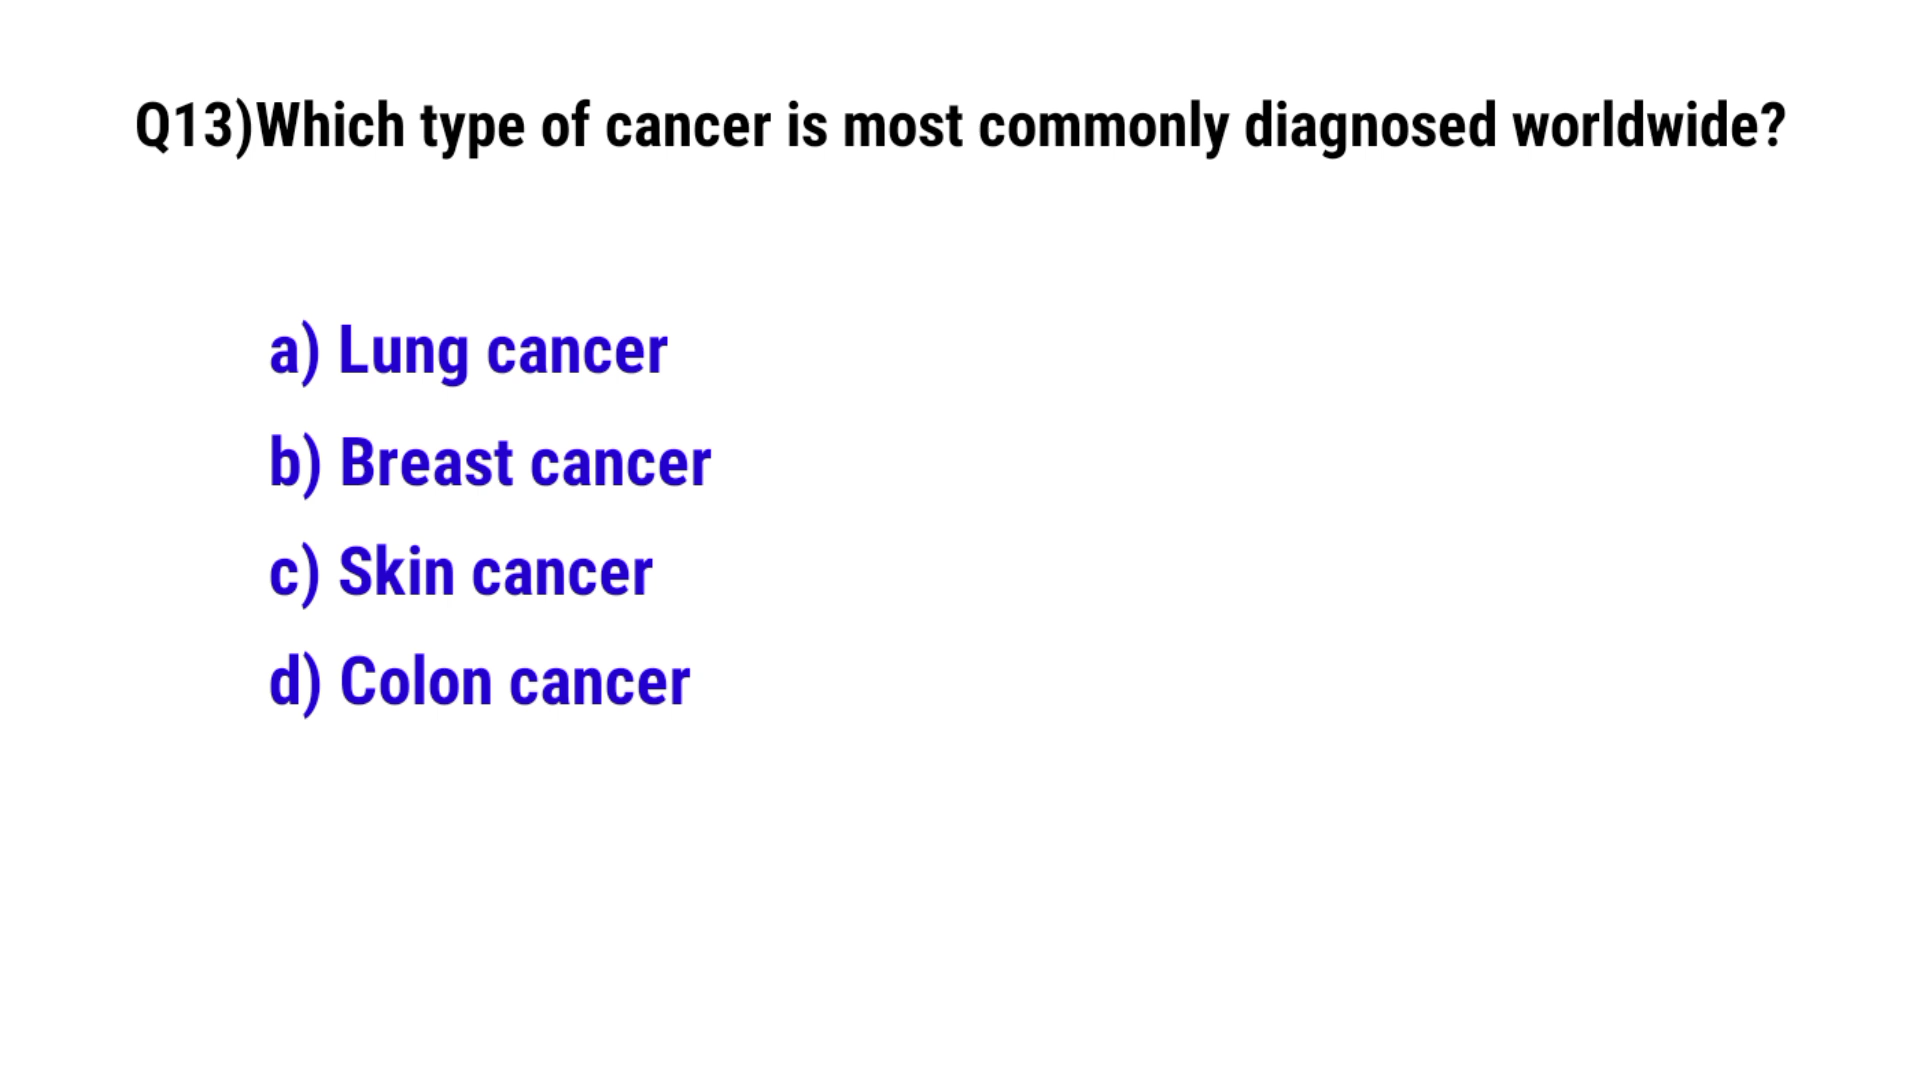 Q13)Which type of cancer is most commonly diagnosed worldwide?
a) Lung cancer
b) Breast cancer
c) Skin cancer
d) Colon cancer